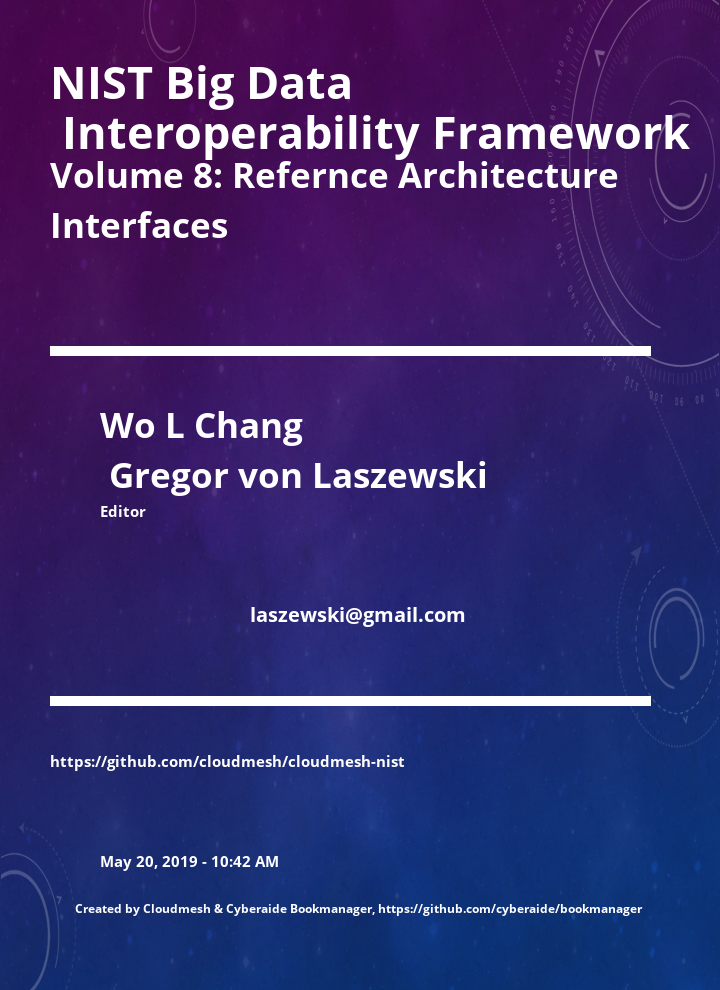 NIST Big Data
Interoperability Framework
Volume 8: Refernce Architecture
Interfaces
Wo L Chang
Gregor von Laszewski
Editor
laszewski@gmail.com
https://github.com/cloudmesh/cloudmesh-nist
May 20, 2019 - 10:42 AM
Created by Cloudmesh & Cyberaide Bookmanager, https://github.com/cyberaide/bookmanager